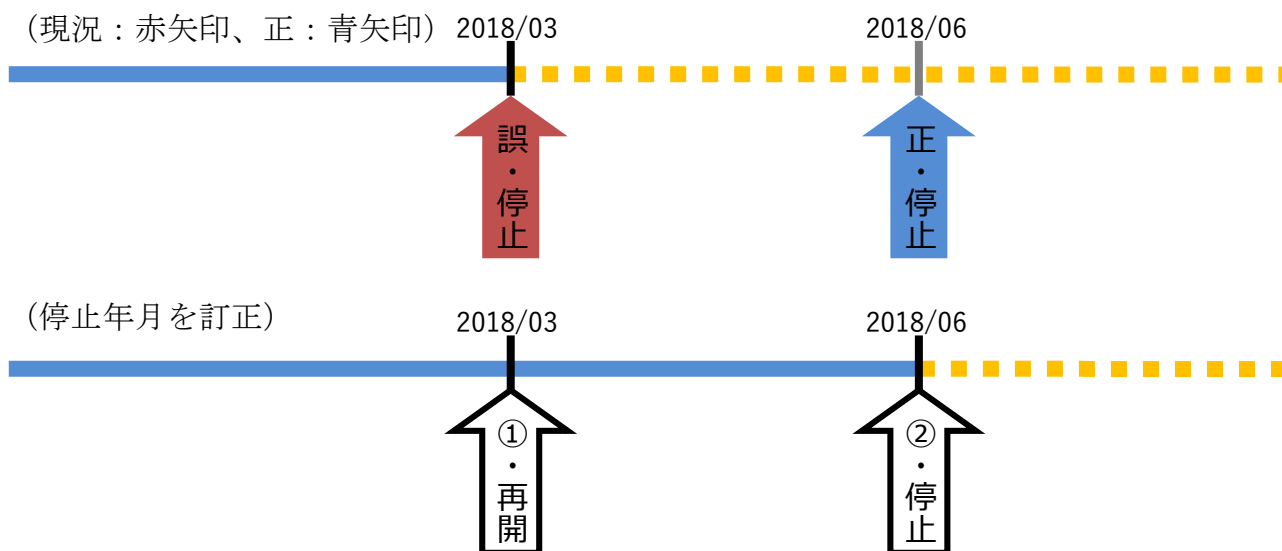 (現況：赤矢印、正：青矢印)
2018/03
2018/06
誤・停止
正・停止
(停止年月を訂正)
2018/03
2018/06
①・再開
②・停止